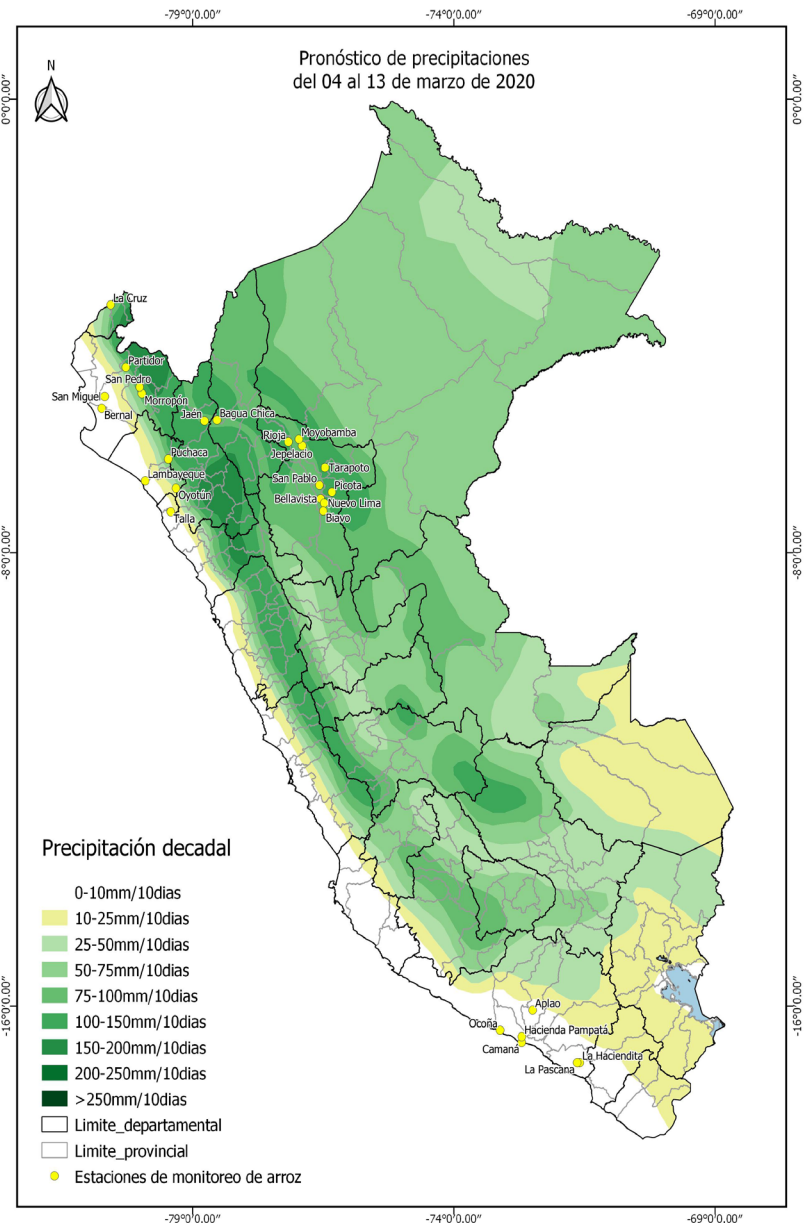 -79°0'0.00"
-74°0'0.00"
-69°0'0.00"
Pronóstico de precipitaciones
del 04 al 13 de marzo de 2020
N
0°0'0.00"
0°0'0.00"
La Cruz
Partidor
San Pedro
San Miguel
Morropón
Bernal
Jaén
Bagua Chica
Rioja
Moyobamba
Jepelacio
Puchaca
Tarapoto
Lambayeque
San Pablo
Picota
Oyotún
Bellavista
Nuevo Lima
Talla
Biavo
-8°0'0.00"
-8°0'0.00"
Precipitación decadal
0-10mm/10dias
10-25mm/10dias
25-50mm/10dias
50-75mm/10dias
75-100mm/10dias
100-150mm/10dias
150-200mm/10dias
200-250mm/10dias
>250mm/10dias
Limite_departamental
Limite_provincial
Estaciones de monitoreo de arroz
-16°0'0.00"
-16°0'0.00"
Aplao
Ocoña
Hacienda Pampatá
Camaná
La Haciendita
La Pascana
-79°0'0.00"
-74°0'0.00"
-69°0'0.00"